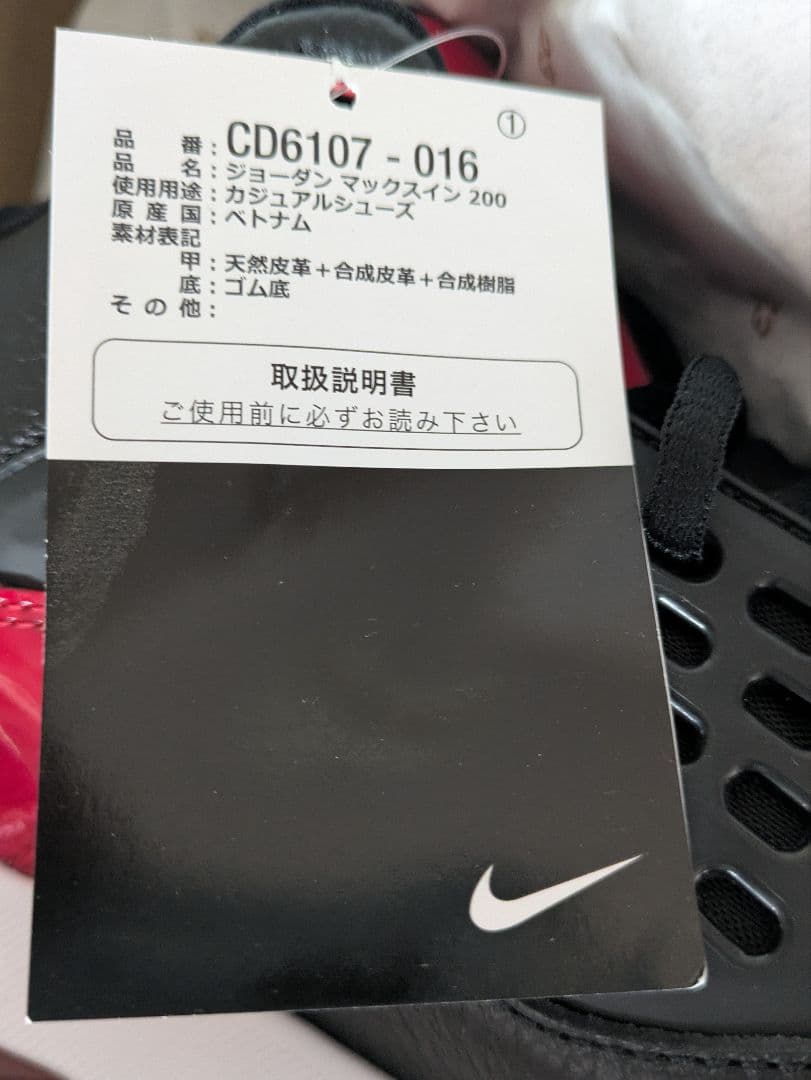 ①
品番：CD6107 - 016
品名：ジョーダン マックスイン 200
使用用途：カジュアルシューズ
原産国：ベトナム
素材表記
甲：天然皮革＋合成皮革＋合成樹脂
底：ゴム底
その他：
取扱説明書
ご使用前に必ずお読み下さい